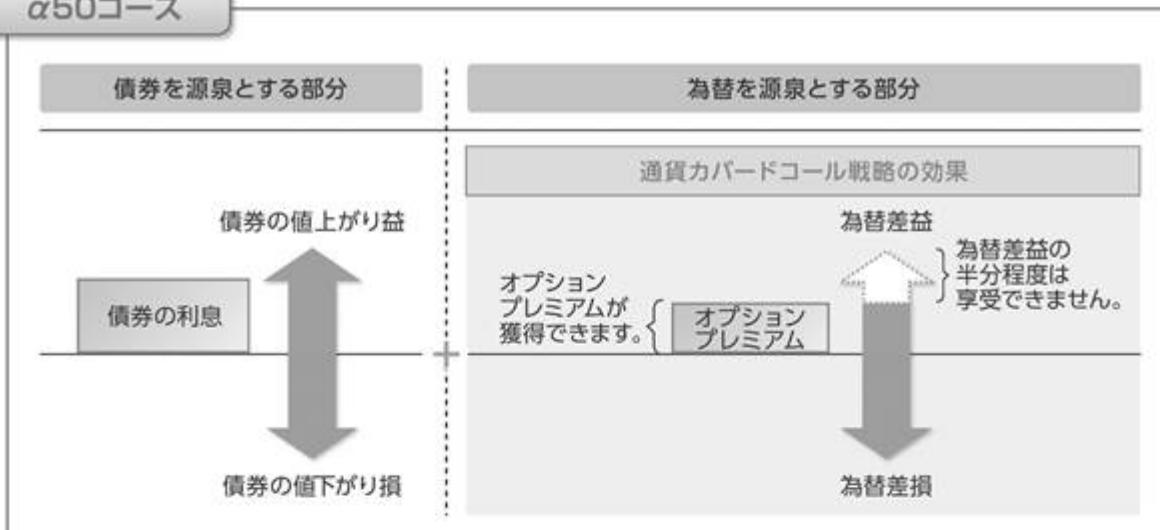 α50コース
債券を源泉とする部分
為替を源泉とする部分
通貨カバードコール戦略の効果
債券の値上がり益
債券の利息
債券の値下がり損
為替差益
オプション
プレミアムが
獲得できます。
オプション
プレミアム
為替差益の
半分程度は
享受できません。
為替差損